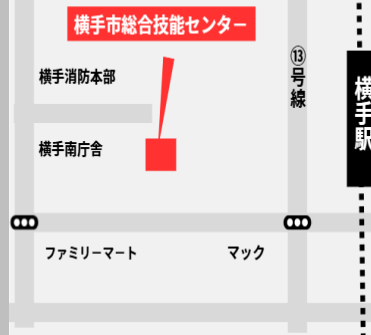 横手市総合技能センター
横手消防本部
⑬号線
横手駅
横手南庁舎
ファミリーマート
マック